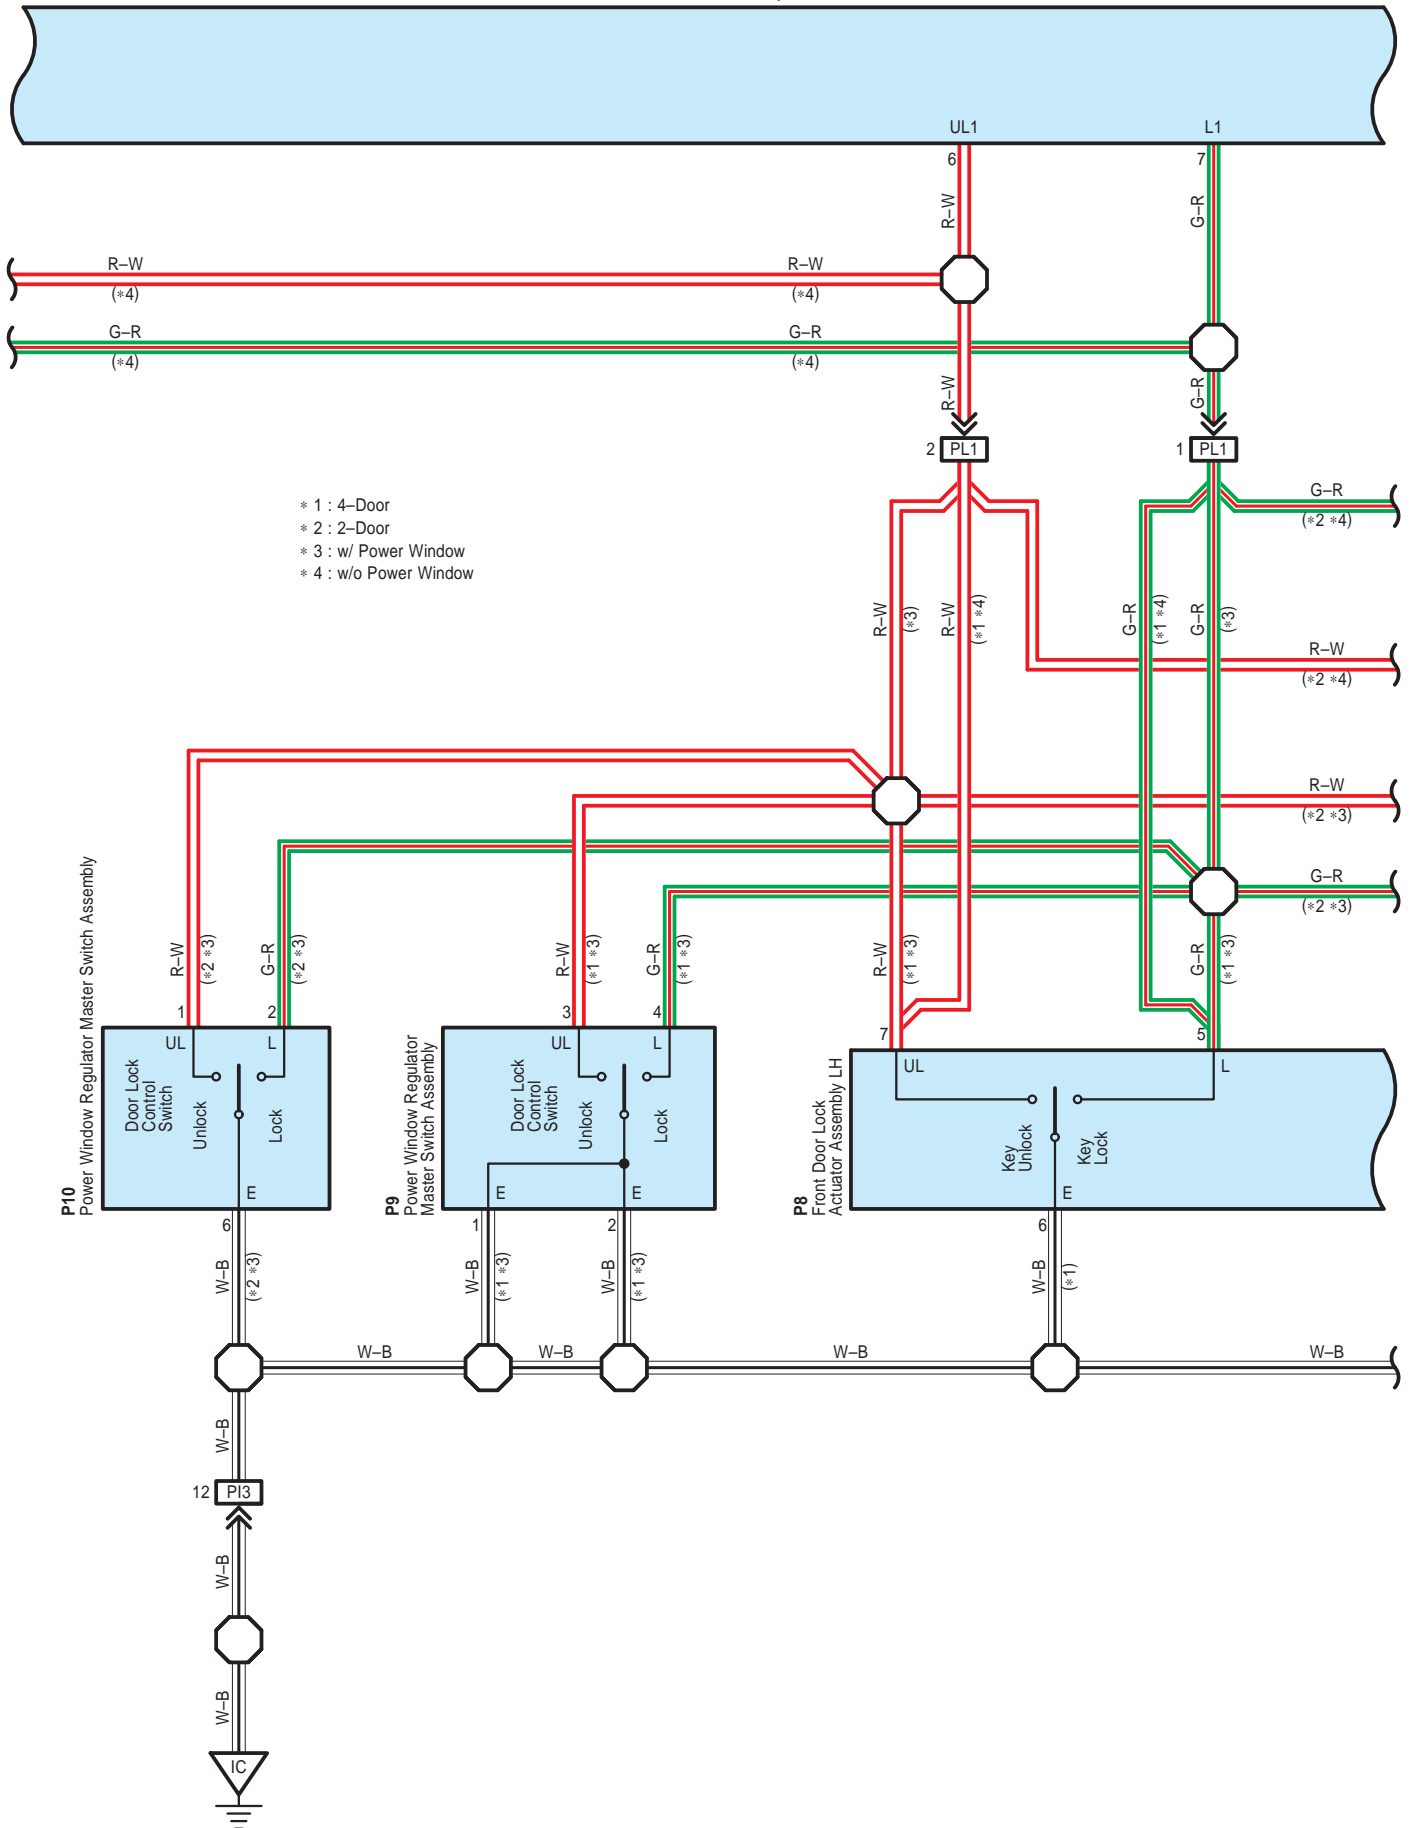 UL1
L1
6
7
R–W
G–R
R–W
R–W
(*4)
(*4)
G–R
G–R
(*4)
(*4)
R–W
G–R
2
PL1
1
PL1
* 1 : 4–Door
* 2 : 2–Door
* 3 : w/ Power Window
* 4 : w/o Power Window
G–R
(*2 *4)
R–W
(*3)
R–W
(*1 *4)
G–R
(*1 *4)
G–R
(*3)
R–W
(*2 *4)
R–W
(*2 *3)
G–R
(*2 *3)
R–W
(*2 *3)
G–R
(*2 *3)
R–W
(*1 *3)
G–R
(*1 *3)
R–W
(*1 *3)
G–R
(*1 *3)
1
2
3
4
7
5
P10
Power Window Regulator Master Switch Assembly
UL
L
Door Lock
Control
Switch
Unlock
Lock
E
P9
Power Window Regulator
Master Switch Assembly
UL
L
Door Lock
Control
Switch
Unlock
Lock
E
E
P8
Front Door Lock
Actuator Assembly LH
UL
L
Key
Unlock
Key
Lock
E
6
1
2
6
W–B
(*2 *3)
W–B
(*1 *3)
W–B
(*1 *3)
W–B
(*1)
W–B
W–B
W–B
W–B
W–B
12
PI3
W–B
W–B
IC